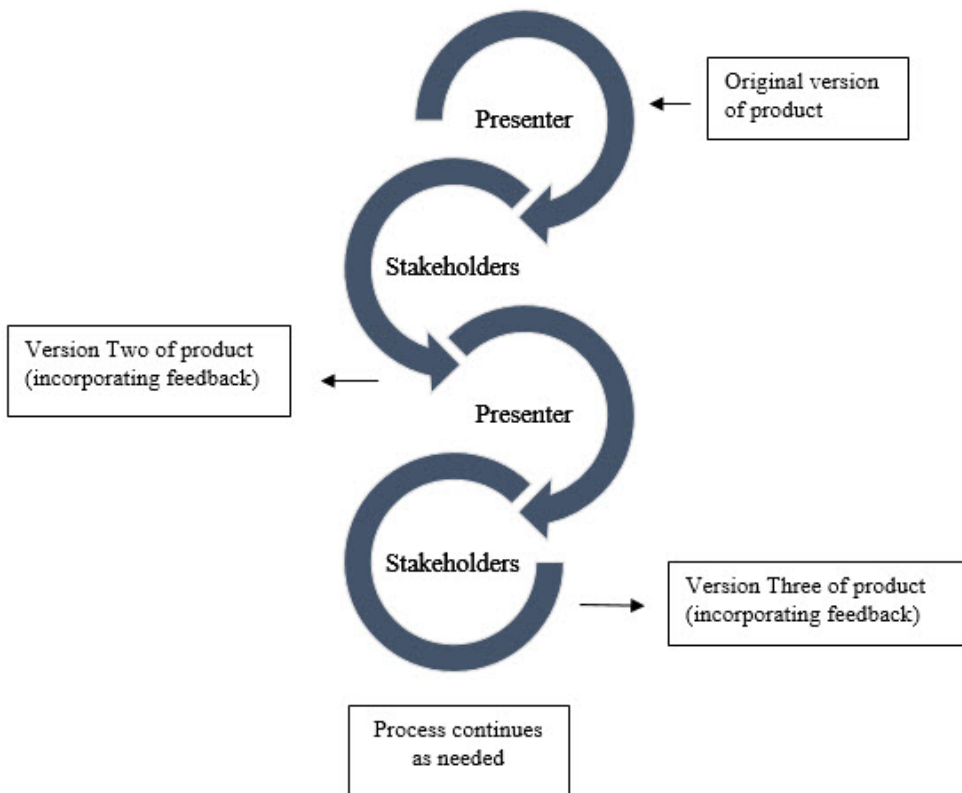 Original version
of product
Presenter
Stakeholders
Version Two of product
(incorporating feedback)
Presenter
Stakeholders
Version Three of product
(incorporating feedback)
Process continues
as needed